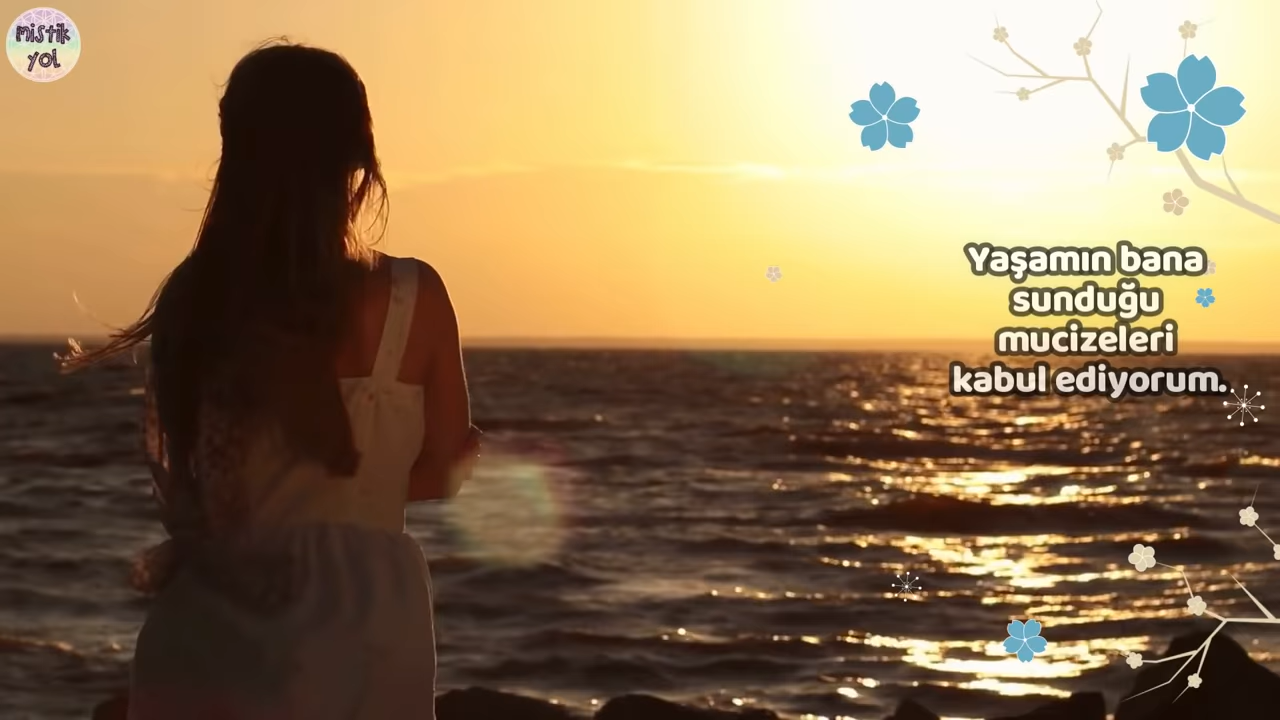 mistik
yol
Yaşamın bana
sunduğu
mucizeleri
kabul ediyorum.